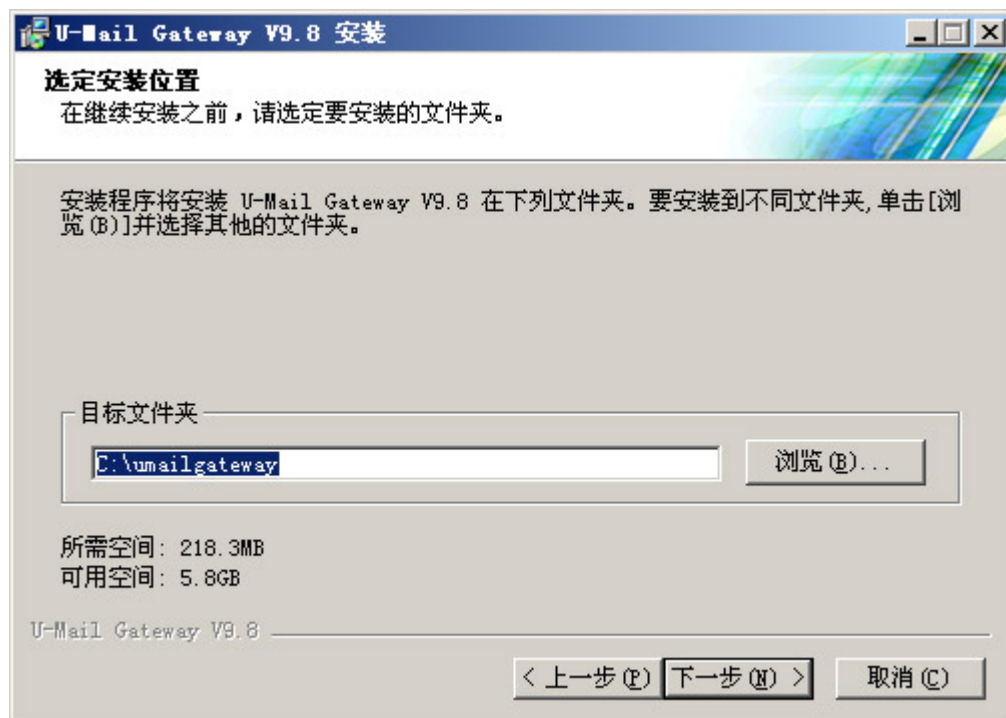 U-Mail Gateway V9.8 安装
选定安装位置
在继续安装之前，请选定要安装的文件夹。
安装程序将安装 U-Mail Gateway V9.8 在下列文件夹。要安装到不同文件夹,单击[浏
览(B)]并选择其他的文件夹。
目标文件夹
C:\umailgateway
浏览(B)...
所需空间: 218.3MB
可用空间: 5.8GB
U-Mail Gateway V9.8
< 上一步(P) 下一步(N) > 取消(C)